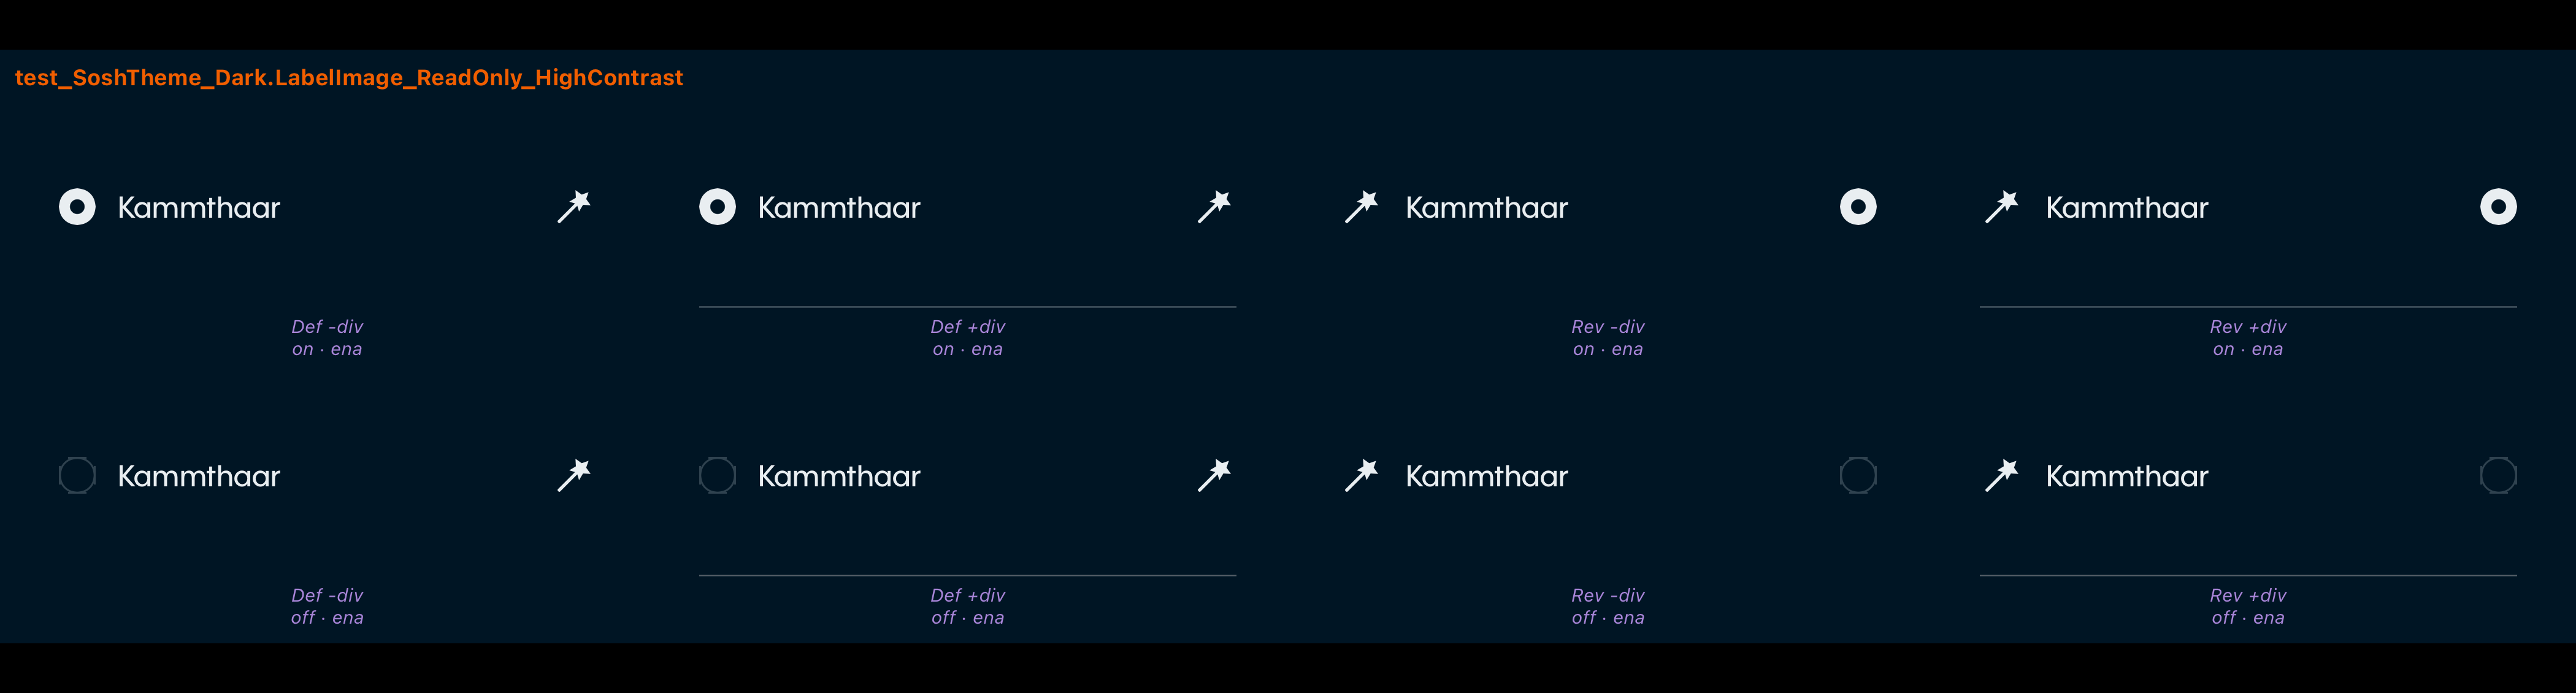 test_SoshTheme_Dark.LabelImage_ReadOnly_HighContrast
Kammthaar
Kammthaar
Kammthaar
Kammthaar
Def -div
on · ena
Def +div
on · ena
Rev -div
on · ena
Rev +div
on · ena
Kammthaar
Kammthaar
Kammthaar
Kammthaar
Def -div
off · ena
Def +div
off · ena
Rev -div
off · ena
Rev +div
off · ena